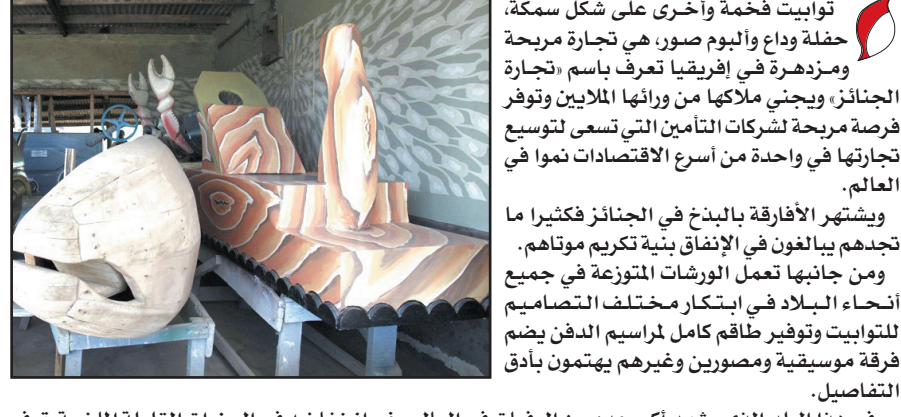 توابيت فخمة وأخرى على شكل سمكة،
حفلة وداع وألبوم صور، هي تجارة مربحة
ومزدهرة في إفريقيا تعرف باسم «تجارة
الجنائز» ويجني ملاكها من ورائها الملايين وتوفر
فرصة مربحة لشركات التأمين التي تسعى لتوسيع
تجارتها في واحدة من أسرع الاقتصادات نموا في
العالم.
ويشتهر الأفارقة بالبذخ في الجنائز فكثيرا ما
تجدهم يبالغون في الإنفاق بنية تكريم موتاهم.
ومن جانبها تعمل الورشات المتوزعة في جميع
أنحاء البلاد في ابتكار مختلف التصاميم
للتوابيت وتوفير طاقم كامل لمراسيم الدفن يضم
فرقة موسيقية ومصورين وغيرهم يهتمون بأدق
التفاصيل.